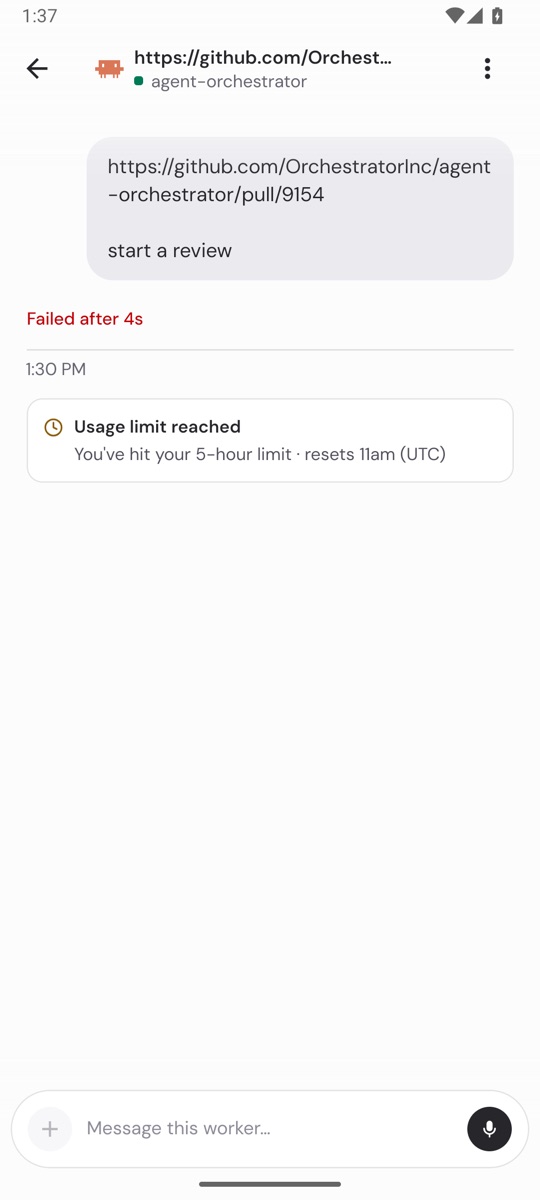 1:37
https://github.com/Orchest...
agent-orchestrator
https://github.com/OrchestratorInc/agent
-orchestrator/pull/9154
start a review
Failed after 4s
1:30 PM
Usage limit reached
You've hit your 5-hour limit · resets 11am (UTC)
Message this worker...